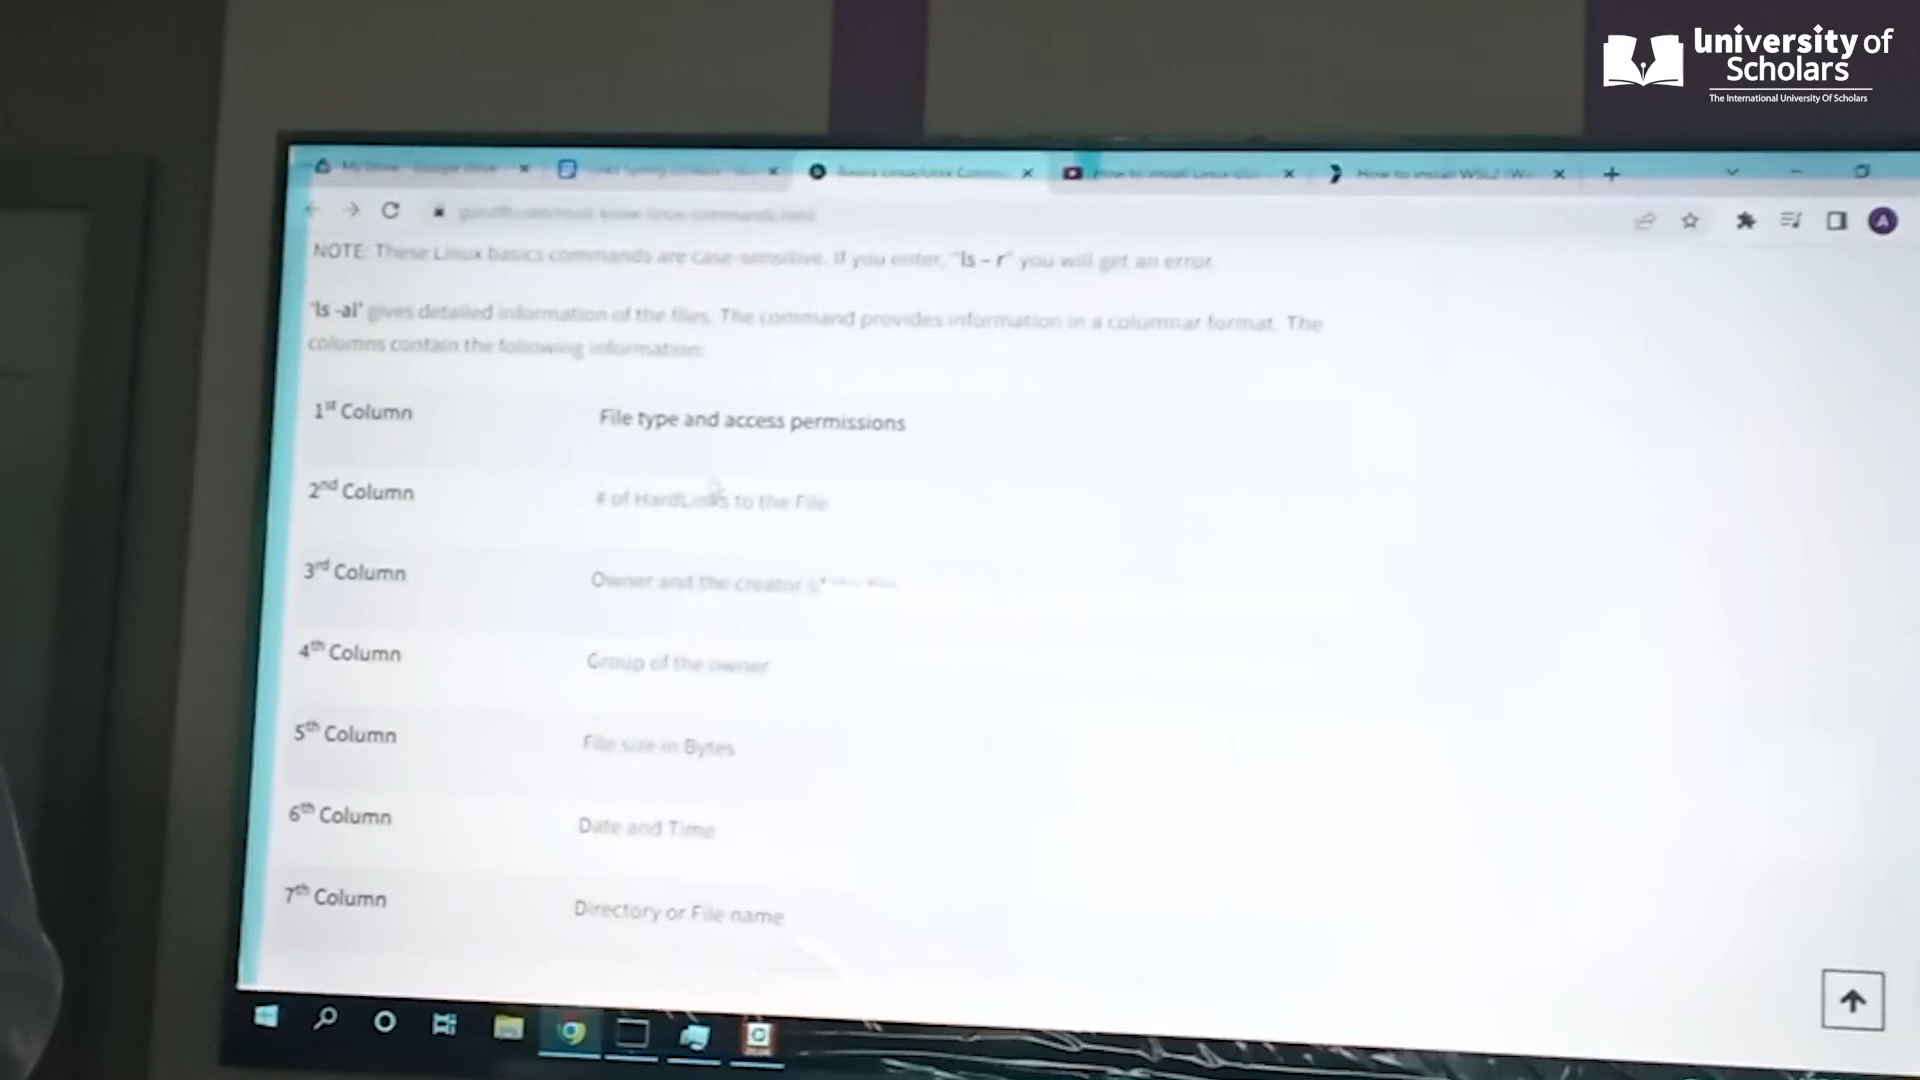 University of
Scholars
The International University Of Scholars
NOTE: These Linux basics commands are case-sensitive. If you enter, "ls – r" you will get an error.
'ls -al' gives detailed information of the files. The command provides information in a columnar format. The
columns contain the following information:
1st Column File type and access permissions
2nd Column # of HardLinks to the File
3rd Column Owner and the creator of the file
4th Column Group of the owner
5th Column File size in Bytes
6th Column Date and Time
7th Column Directory or File name
A